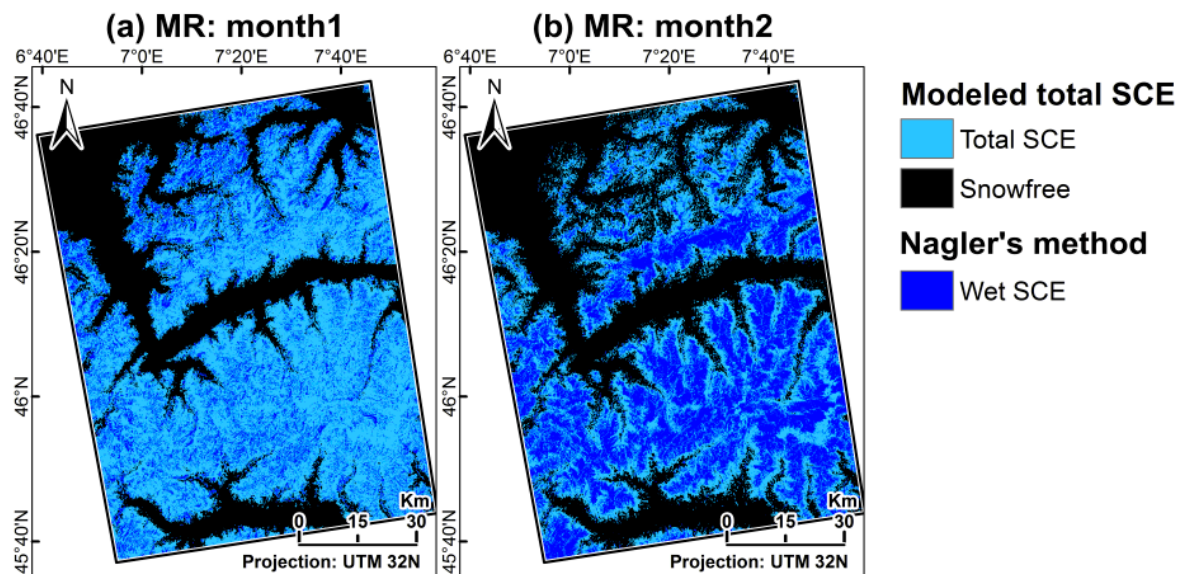 (a) MR: month1
(b) MR: month2
6°40'E 7°0'E 7°20'E 7°40'E
6°40'E 7°0'E 7°20'E 7°40'E
N
N
46°40'N
46°20'N
46°N
45°40'N
46°40'N
46°20'N
46°N
45°40'N
Km
0 15 30
Projection: UTM 32N
Km
0 15 30
Projection: UTM 32N
Modeled total SCE
Total SCE
Snowfree
Nagler's method
Wet SCE